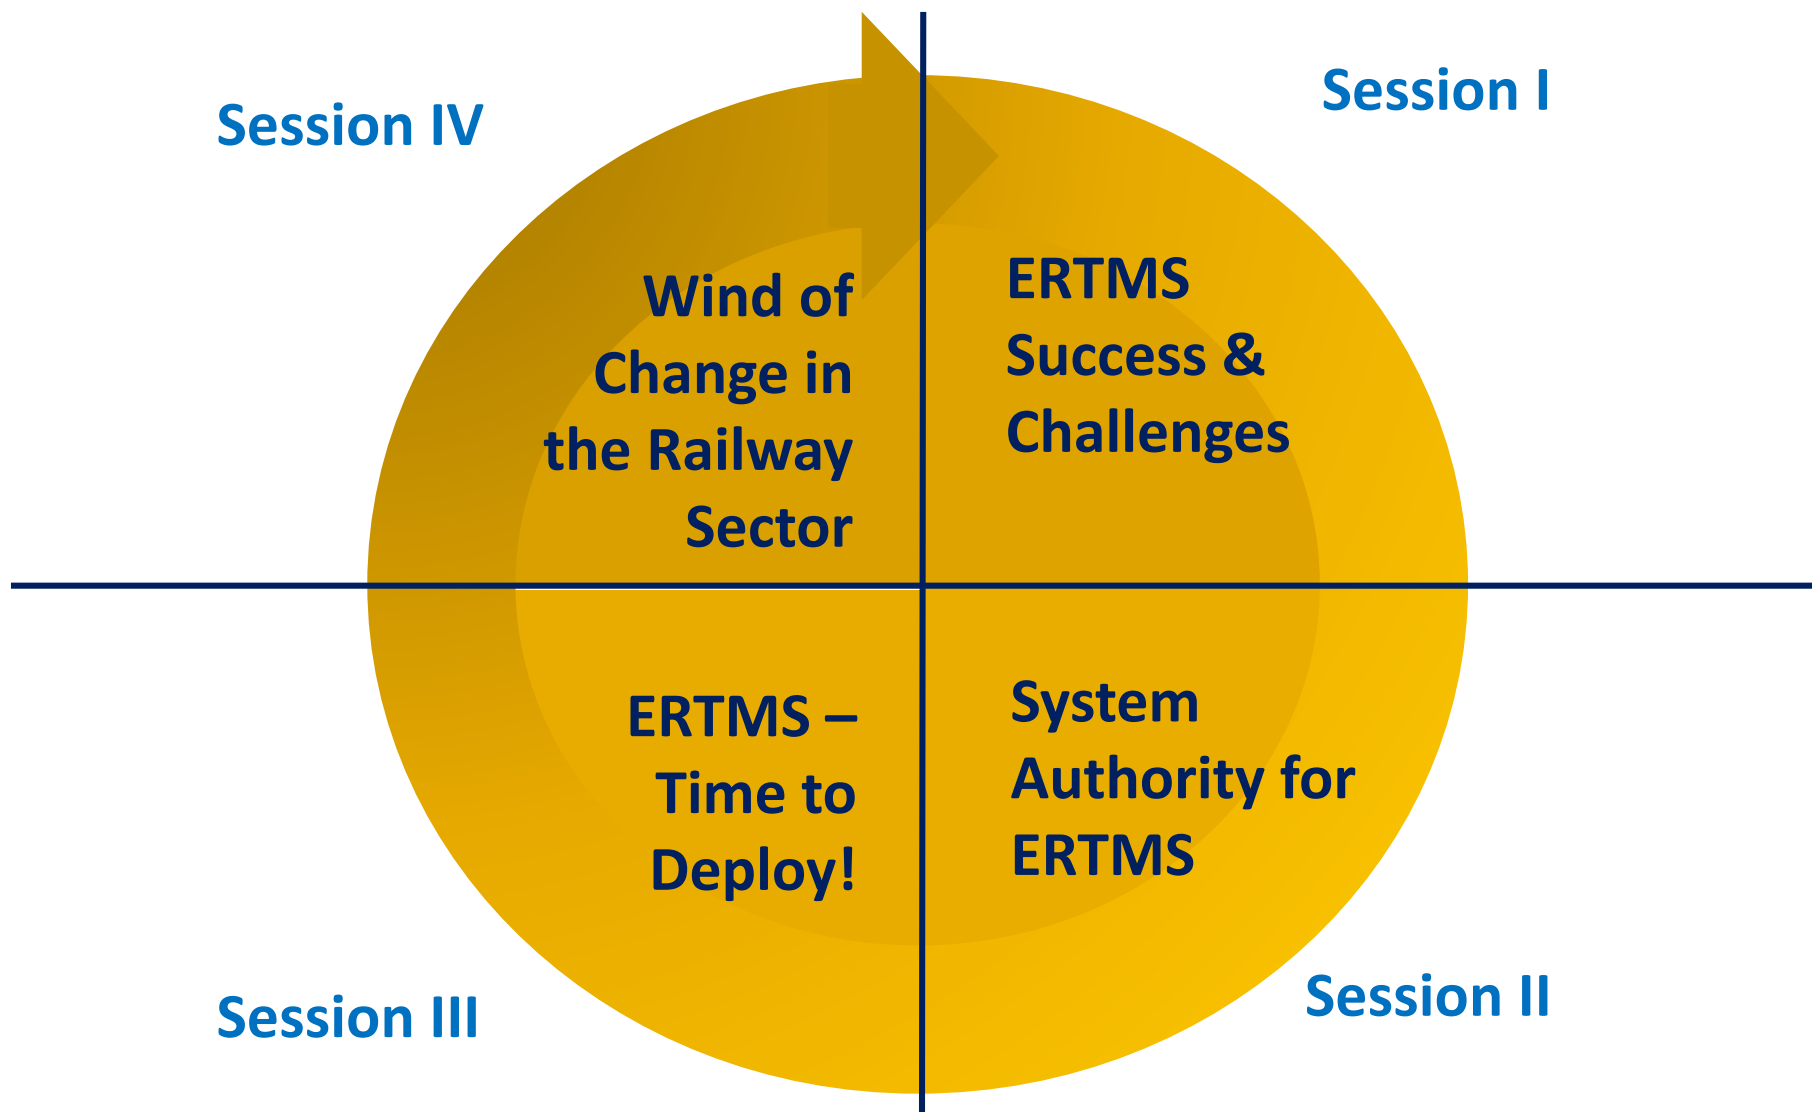 Session I
ERTMS
Success &
Challenges
Session II
System
Authority for
ERTMS
Session III
ERTMS –
Time to
Deploy!
Session IV
Wind of
Change in
the Railway
Sector